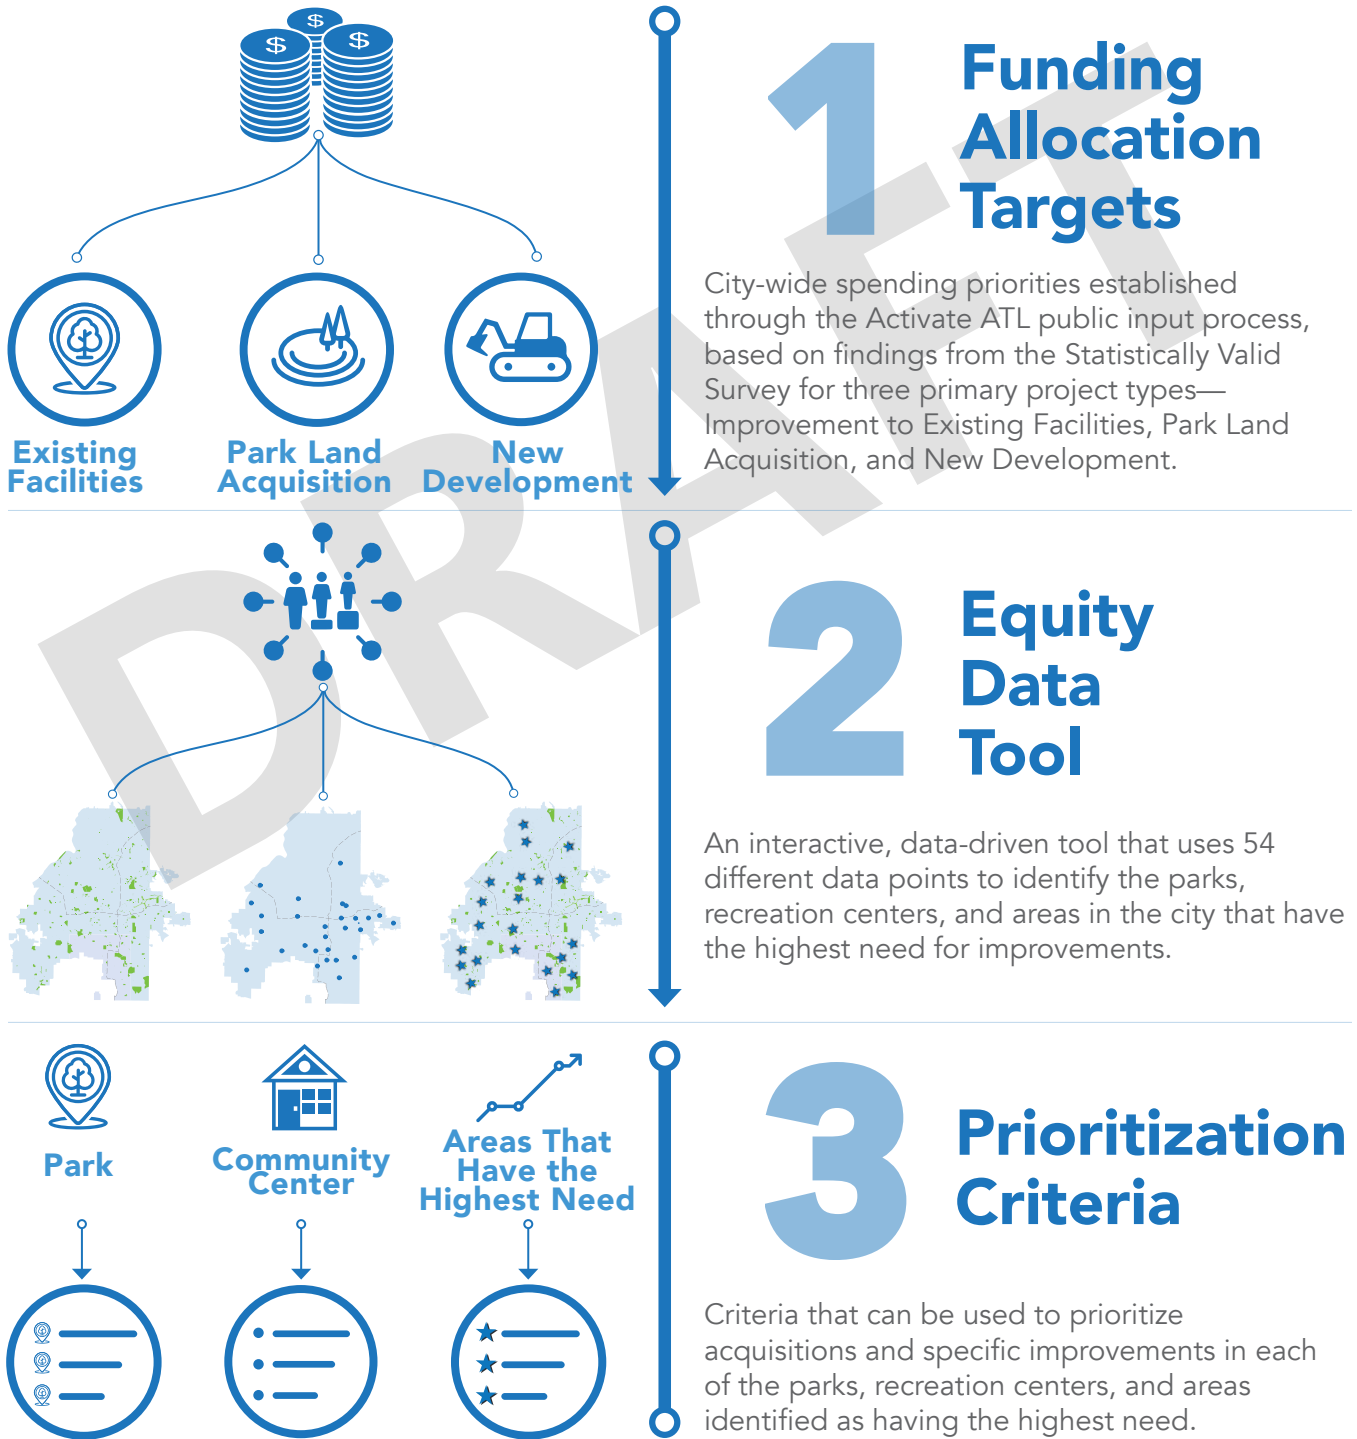 $
$
$
Existing
Facilities
Park Land
Acquisition
New
Development
1
Funding
Allocation
Targets
City-wide spending priorities established
through the Activate ATL public input process,
based on findings from the Statistically Valid
Survey for three primary project types—
Improvement to Existing Facilities, Park Land
Acquisition, and New Development.
DRAFT
2
Equity
Data
Tool
An interactive, data-driven tool that uses 54
different data points to identify the parks,
recreation centers, and areas in the city that have
the highest need for improvements.
Park
Community
Center
Areas That
Have the
Highest Need
3
Prioritization
Criteria
Criteria that can be used to prioritize
acquisitions and specific improvements in each
of the parks, recreation centers, and areas
identified as having the highest need.